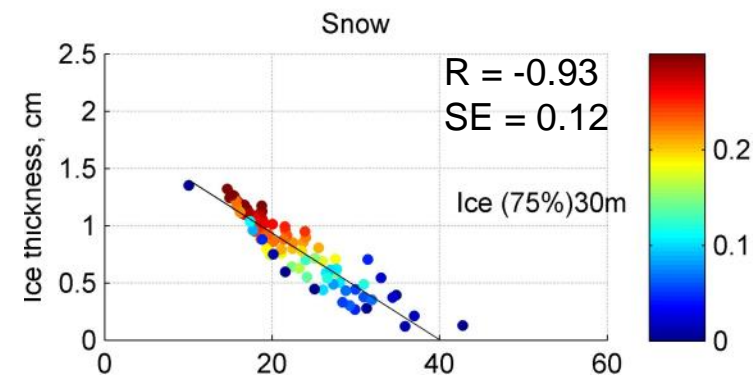 Snow
2.5
2
1.5
1
0.5
0
Ice thickness, cm
R = -0.93
SE = 0.12
Ice (75%)30m
0
20
40
60
0.2
0.1
0